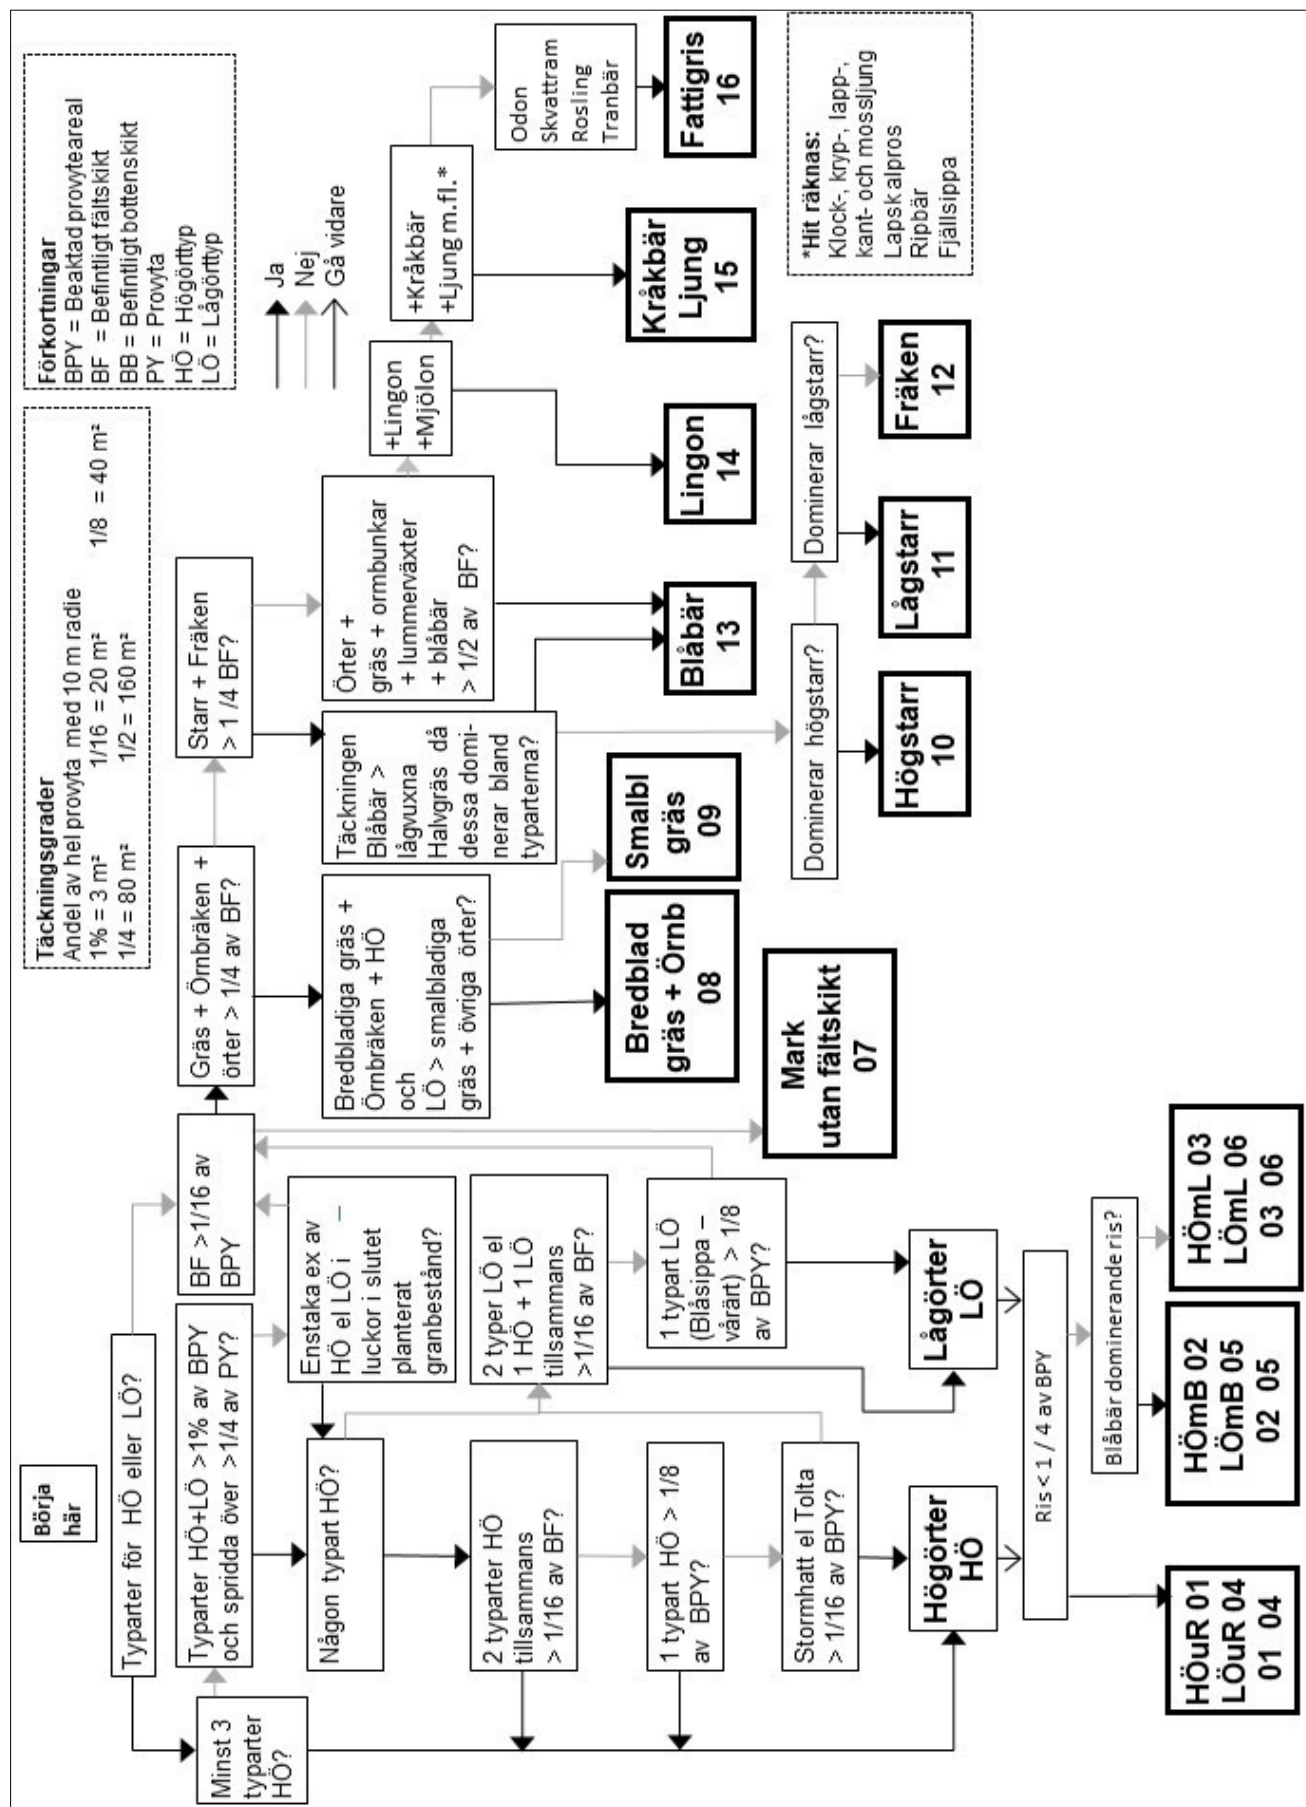 Börja
här
Typarter för HÖ eller LÖ?
Minst 3
typarter
HÖ?
Typarter HÖ+LÖ >1% av BPY
och spridda över >1/4 av PY?
BF >1/16 av
BPY
Gräs + Örnbräken +
örter > 1/4 av BF?
Starr + Fräken
> 1 /4 BF?
Täckningsgrader
Andel av hel provyta med 10 m radie
1% = 3 m² 1/16 = 20 m² 1/8 = 40 m²
1/4 = 80 m² 1/2 = 160 m²
Förkortningar
BPY = Beaktad provyteareal
BF = Befintligt fältskikt
BB = Befintligt bottenskikt
PY = Provyta
HÖ = Högörttyp
LÖ = Lågörttyp
Ja
Nej
Gå vidare
Någon typart HÖ?
Enstaka ex av
HÖ el LÖ i –
luckor i slutet
planterat
granbestånd?
Bredbladiga gräs +
Örnbräken + HÖ
och
LÖ > smalbladiga
gräs + övriga örter?
Täckningen
Blåbär >
lågvuxna
Halvgräs då
dessa domi-
nerar bland
typarterna?
Örter +
gräs + ormbunkar
+ lummerväxter
+ blåbär
> 1/2 av BF?
+Lingon
+Mjölon
+Kråkbär
+Ljung m.fl.*
Odon
Skvattram
Rosling
Tranbär
2 typarter HÖ
tillsammans
> 1/16 av BF?
2 typer LÖ el
1 HÖ + 1 LÖ
tillsammans
>1/16 av BF?
Bredblad
gräs + Örnb
08
Smalbl
gräs
09
Blåbär
13
Lingon
14
Kråkbär
Ljung
15
Fattigris
16
1 typart HÖ > 1/8
av BPY?
1 typart LÖ
(Blåsippa –
vårärt) > 1/8
av BPY?
Mark
utan fältskikt
07
Stormhatt el Tolta
> 1/16 av BPY?
Dominerar högstarr?
Dominerar lågstarr?
*Hit räknas:
Klock-, kryp-, lapp-,
kant- och mossljung
Lapsk alpros
Ripbär
Fjällsippa
Högörter
HÖ
Lågörter
LÖ
Högstarr
10
Lågstarr
11
Fräken
12
Ris < 1 / 4 av BPY
Blåbär dominerande ris?
HÖuR 01
LÖuR 04
01 04
HÖmB 02
LÖmB 05
02 05
HÖmL 03
LÖmL 06
03 06